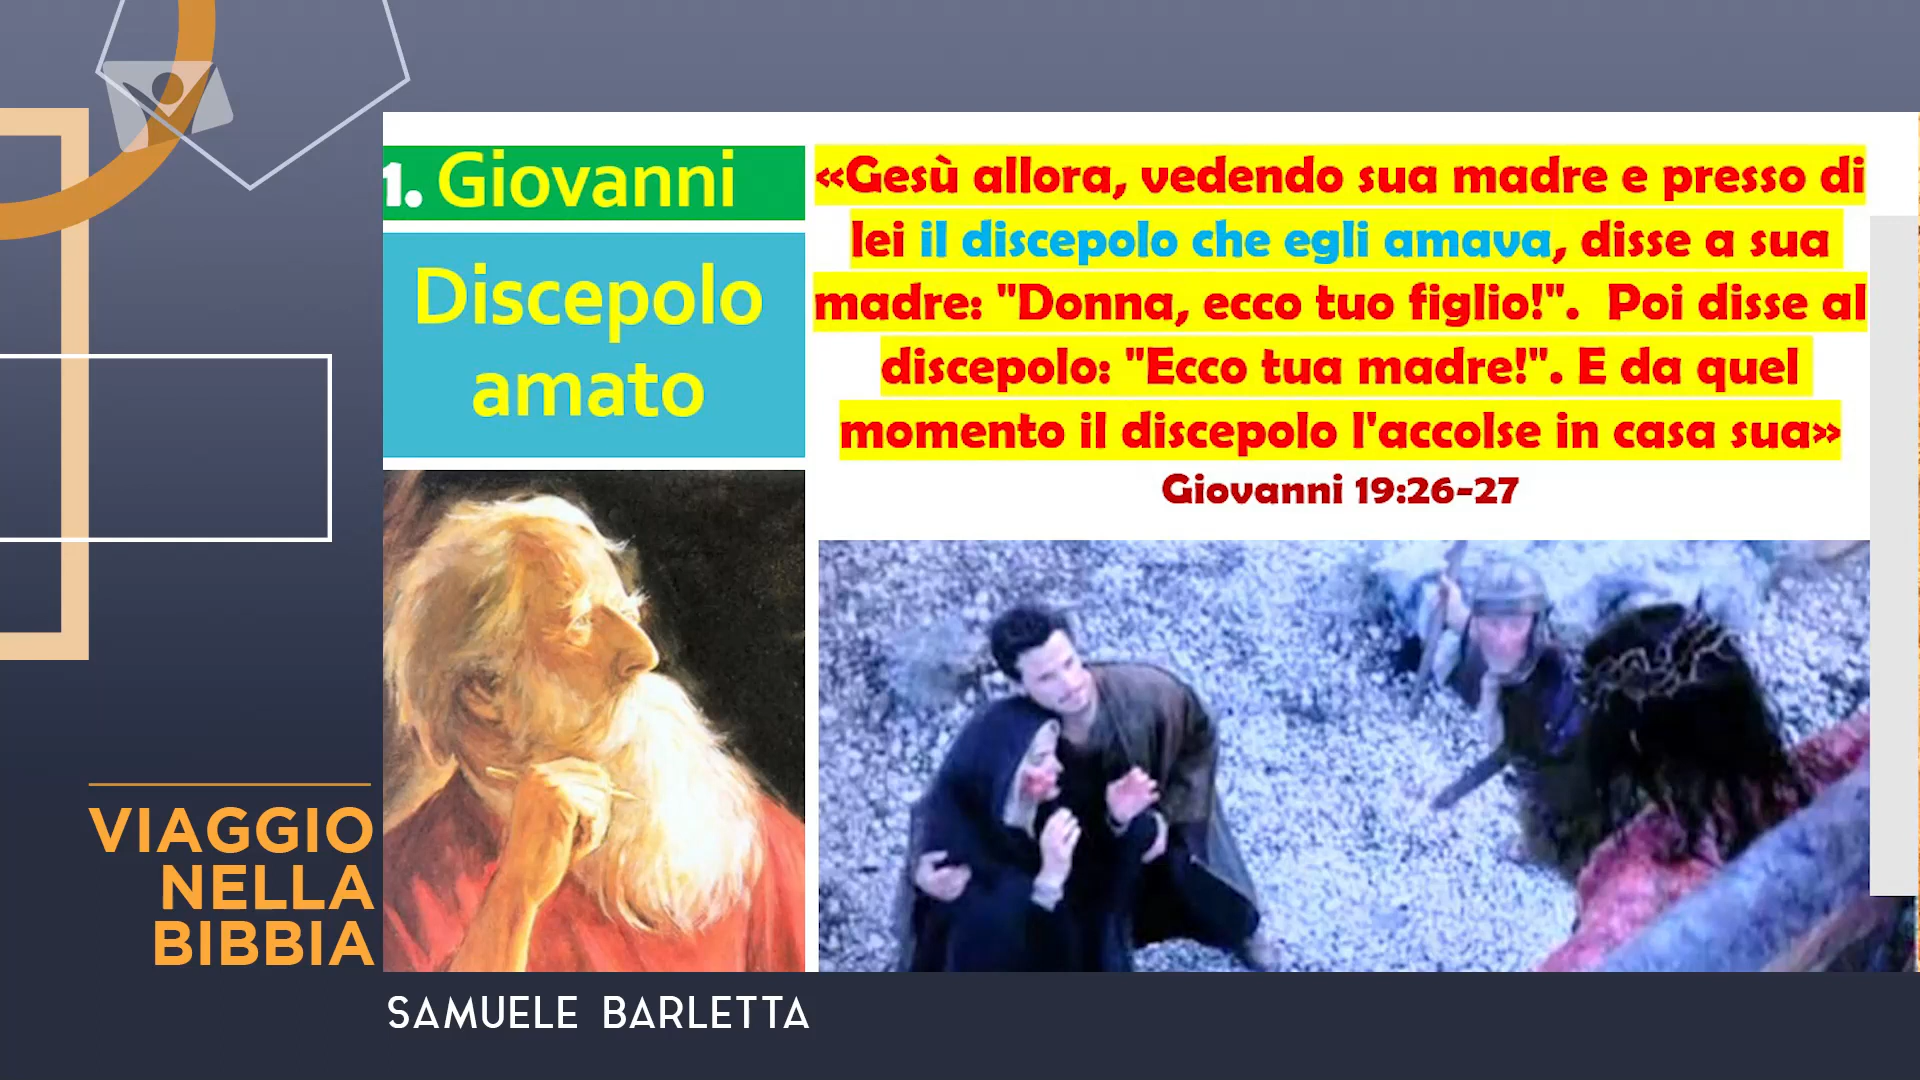 1. Giovanni
Discepolo
amato
«Gesù allora, vedendo sua madre e presso di
lei il discepolo che egli amava, disse a sua
madre: "Donna, ecco tuo figlio!". Poi disse al
discepolo: "Ecco tua madre!". E da quel
momento il discepolo l'accolse in casa sua»
Giovanni 19:26-27
VIAGGIO
NELLA
BIBBIA
SAMUELE BARLETTA